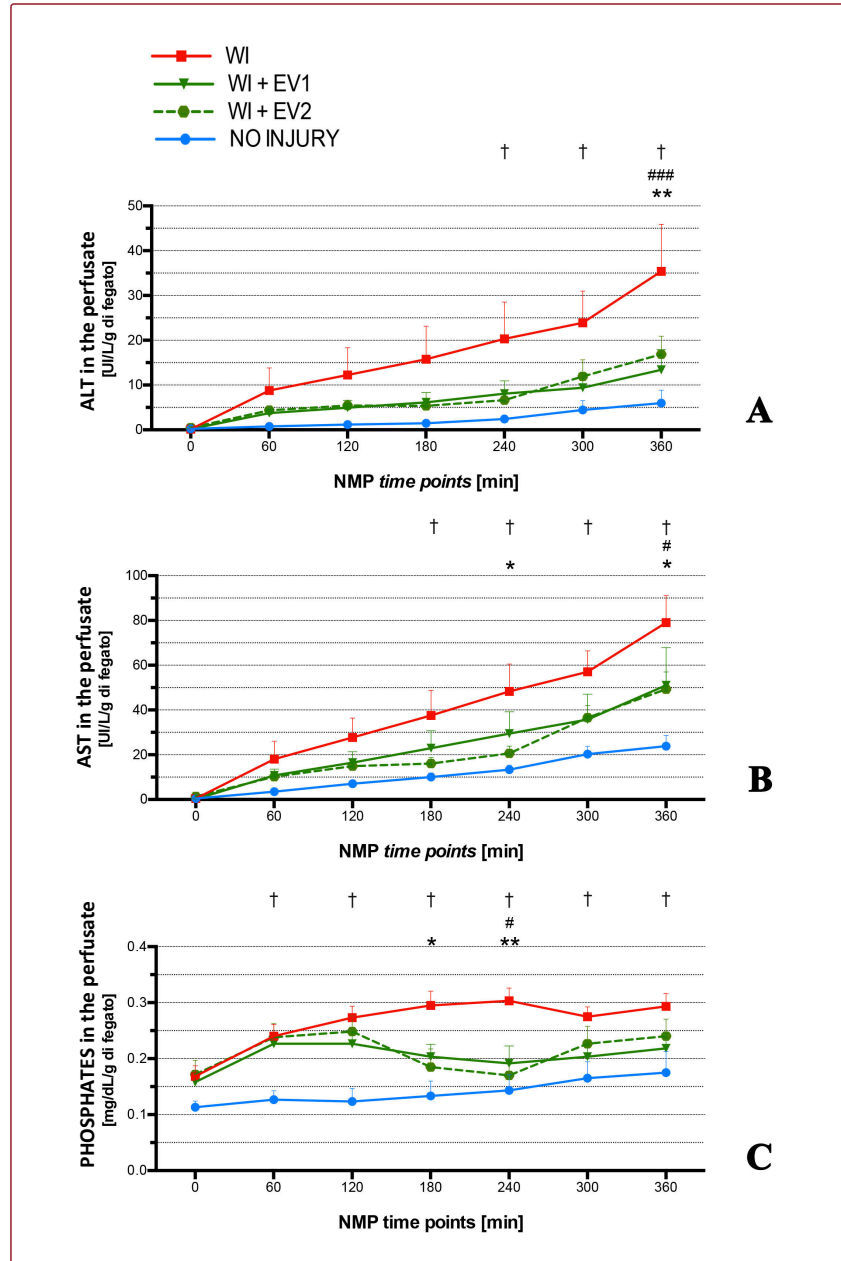 WI
WI + EV1
WI + EV2
NO INJURY
† † †
###
**
ALT in the perfusate
[UI/L/g di fegato]
50
40
30
20
10
0
0 60 120 180 240 300 360
NMP time points [min]
A
† † † †
#
* *
AST in the perfusate
[UI/L/g di fegato]
100
80
60
40
20
0
0 60 120 180 240 300 360
NMP time points [min]
B
† † † † † †
#
* **
PHOSPHATES in the perfusate
[mg/dL/g di fegato]
0.4
0.3
0.2
0.1
0.0
0 60 120 180 240 300 360
NMP time points [min]
C